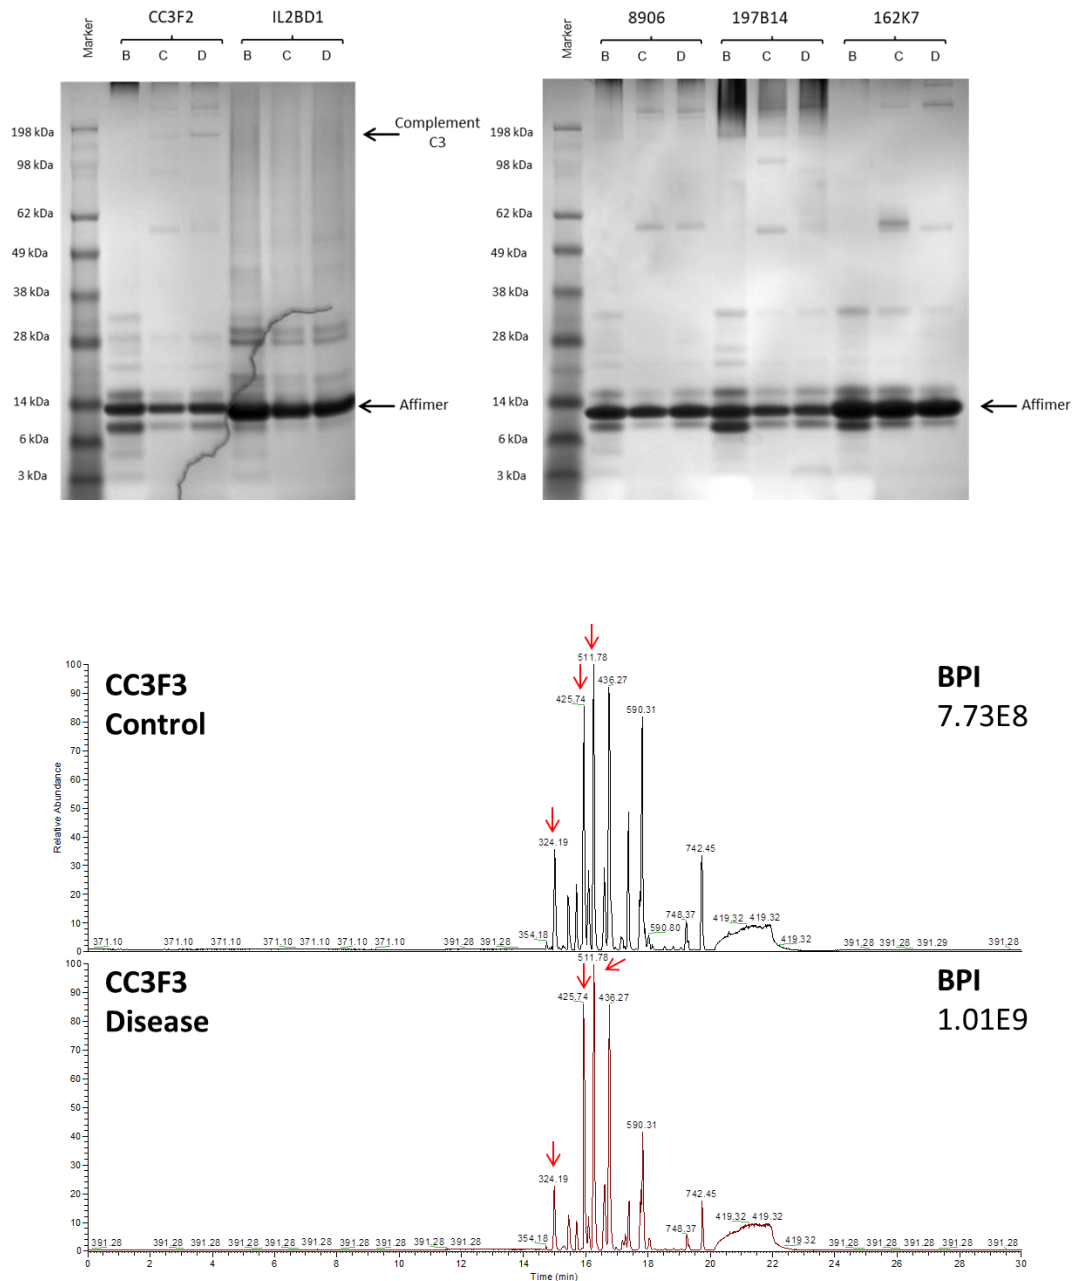 CC3F2 IL2BD1
Marker B C D B C D
198 kDa
98 kDa
62 kDa
49 kDa
38 kDa
28 kDa
14 kDa
6 kDa
3 kDa
Complement
C3
Affimer
8906 197B14 162K7
Marker B C D B C D B C D
198 kDa
98 kDa
62 kDa
49 kDa
38 kDa
28 kDa
14 kDa
6 kDa
3 kDa
Affimer
CC3F3
Control
BPI
7.73E8
Relative Abundance
100
90
80
70
60
50
40
30
20
10
0
511.78
425.74 436.27
590.31
324.19
742.45
748.37 419.32 419.32
354.18 590.80
371.10 371.10 371.10 371.10 371.10 371.10 391.28 391.28 419.32 391.28 391.28 391.29 391.28
CC3F3
Disease
BPI
1.01E9
100
90
80
70
60
50
40
30
20
10
0
511.78
425.74 436.27
590.31
324.19
742.45
748.37 419.32 419.32
354.18 419.32
391.28 391.28 391.28 391.28 391.28 391.28 391.28 391.28 391.28 391.28 391.28 391.28 391.28 391.28
0 2 4 6 8 10 12 14 16 18 20 22 24 26 28 30
Time (min)